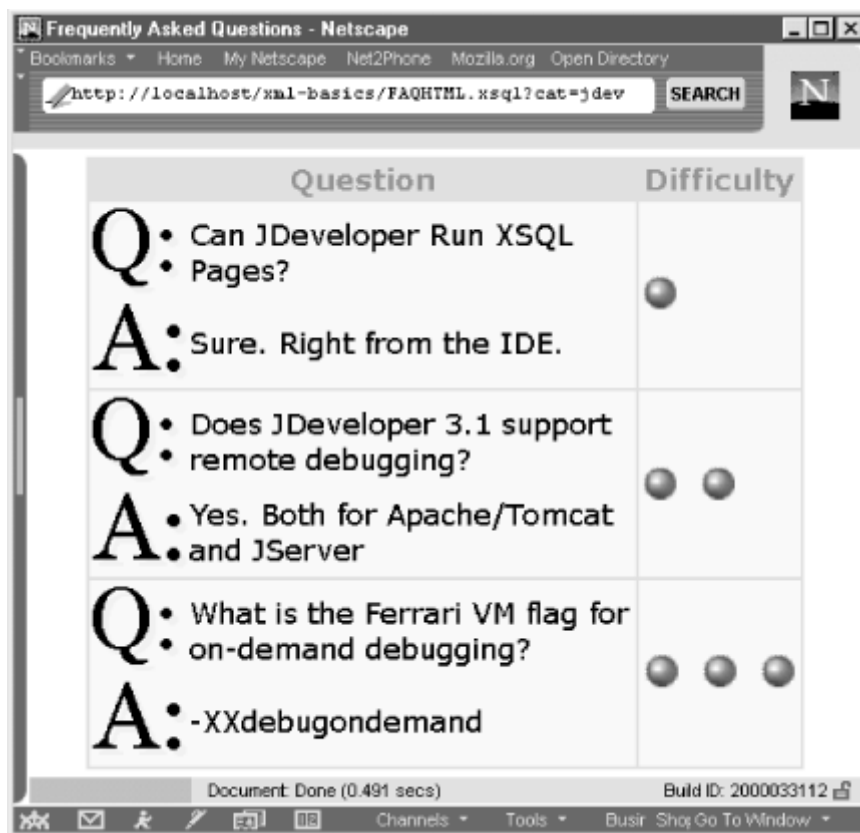 Frequently Asked Questions - Netscape
Bookmarks Home My Netscape Net2Phone Mozilla.org Open Directory
http://localhost/xml-basics/FAQHTML.xsql?cat=jdev SEARCH
N
Question Difficulty
Q: Can JDeveloper Run XSQL
Pages?
A: Sure. Right from the IDE.
Q: Does JDeveloper 3.1 support
remote debugging?
A: Yes. Both for Apache/Tomcat
and JServer
Q: What is the Ferrari VM flag for
on-demand debugging?
A: -XXdebugondemand
Document: Done (0.491 secs) Build ID: 2000033112
Channels Tools Busir Shop Go To Window